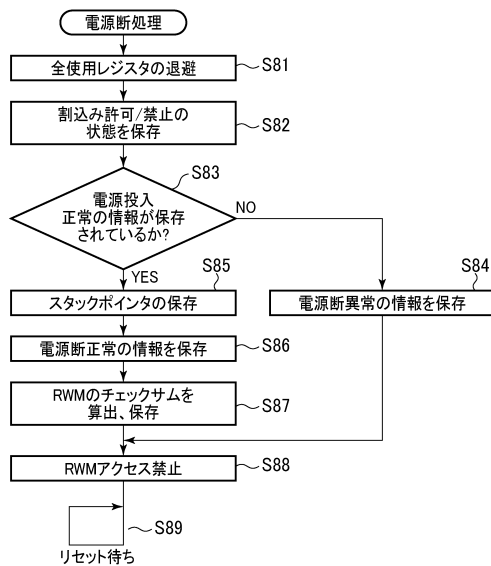 電源断処理
全使用レジスタの退避
S81
割込み許可/禁止の
状態を保存
S82
S83
電源投入
正常の情報が保存
されているか?
NO
YES
S85
スタックポインタの保存
S84
電源断異常の情報を保存
電源断正常の情報を保存
S86
RWMのチェックサムを
算出、保存
S87
RWMアクセス禁止
S88
S89
リセット待ち